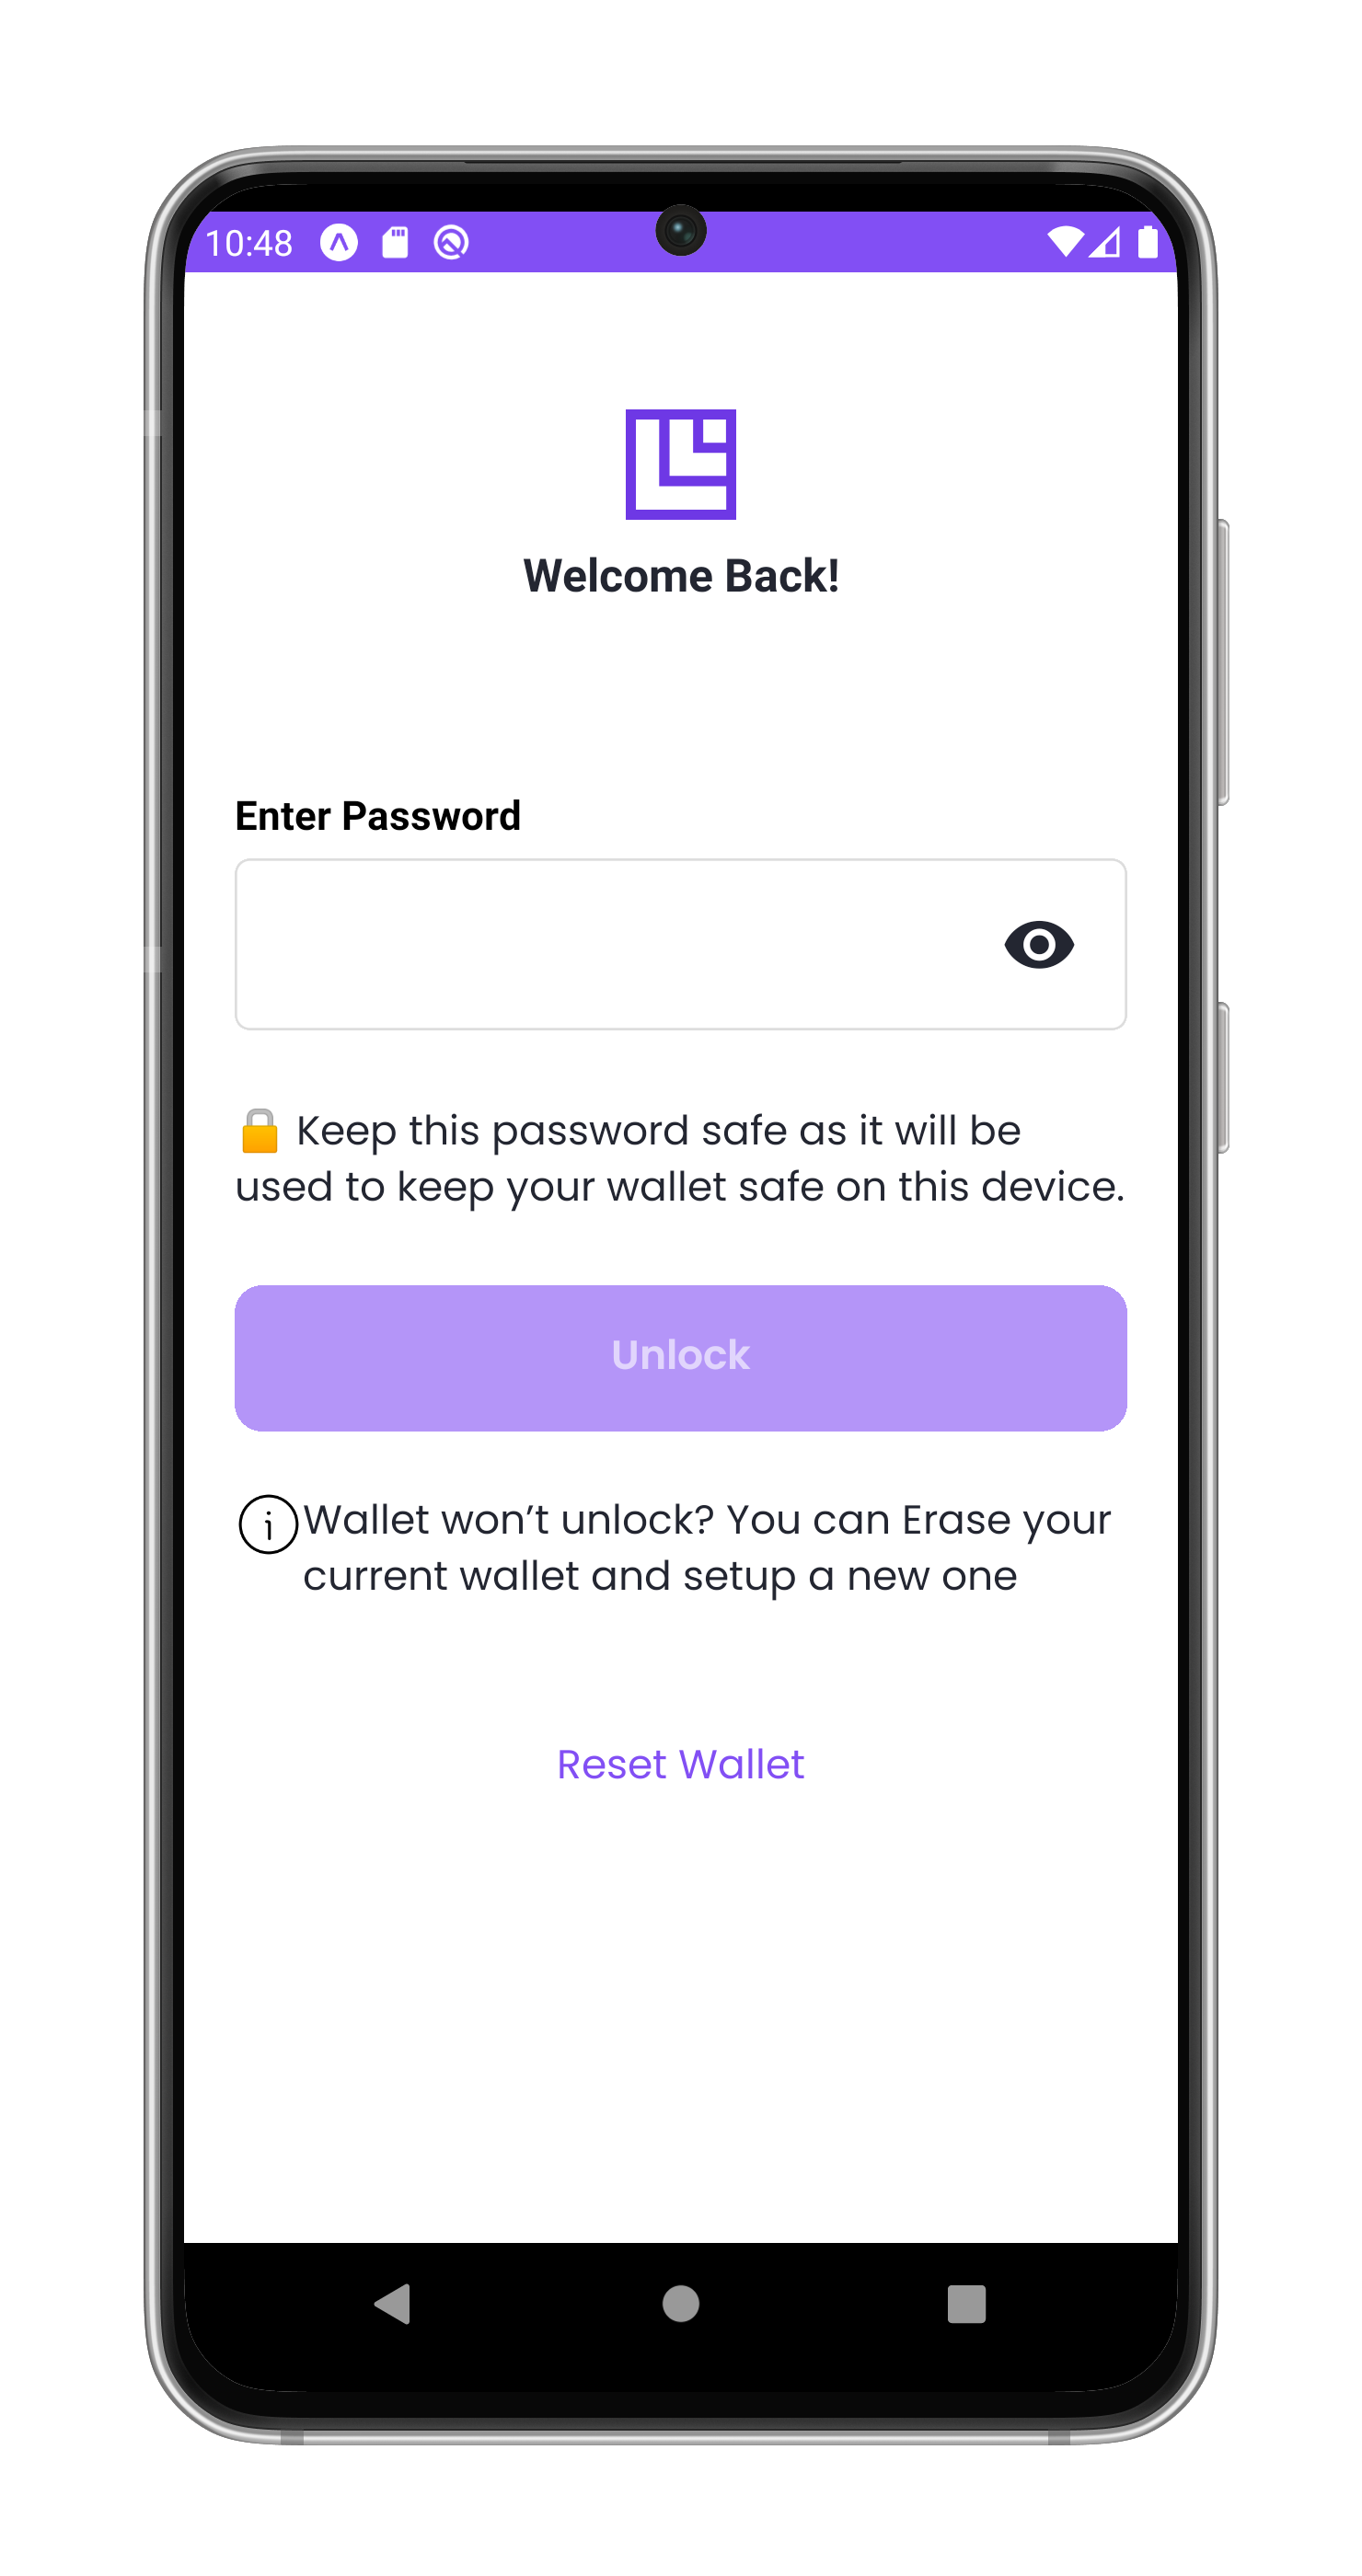 10:48
Welcome Back!
Enter Password
🔒 Keep this password safe as it will be
used to keep your wallet safe on this device.
Unlock
Wallet won’t unlock? You can Erase your
current wallet and setup a new one
Reset Wallet